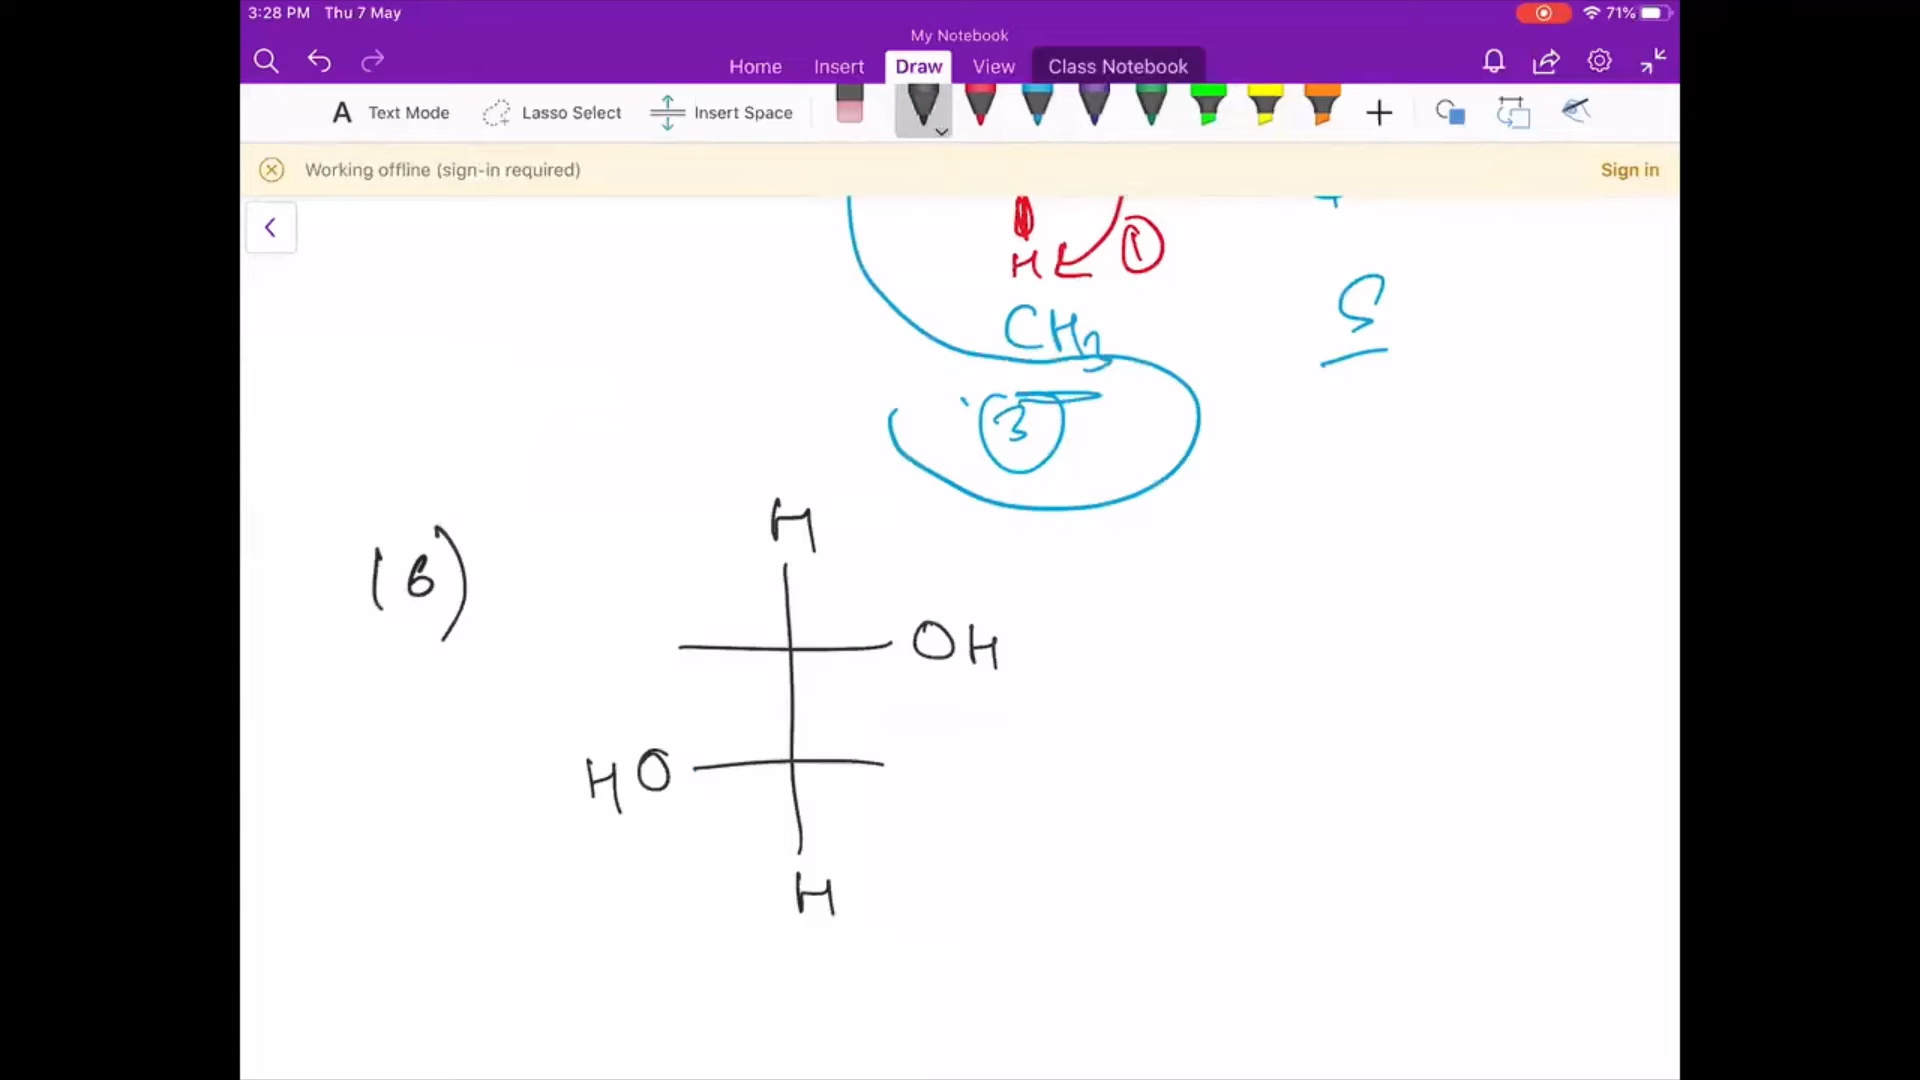 3:28 PM Thu 7 May 71%
My Notebook
Home Insert Draw View Class Notebook
A Text Mode Lasso Select Insert Space
Working offline (sign-in required) Sign in
H 1
S
CH3
3
H
(6)
OH
HO
H